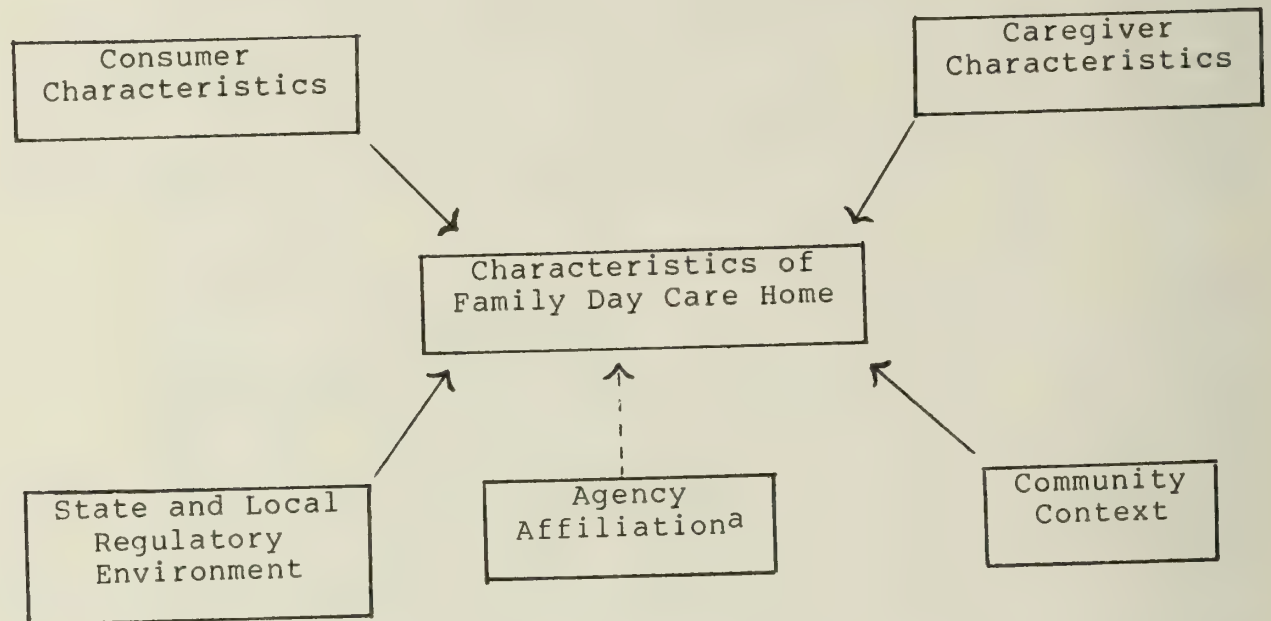 Consumer
Characteristics
Caregiver
Characteristics
Characteristics of
Family Day Care Home
State and Local
Regulatory
Environment
Agency
Affiliationa
Community
Context